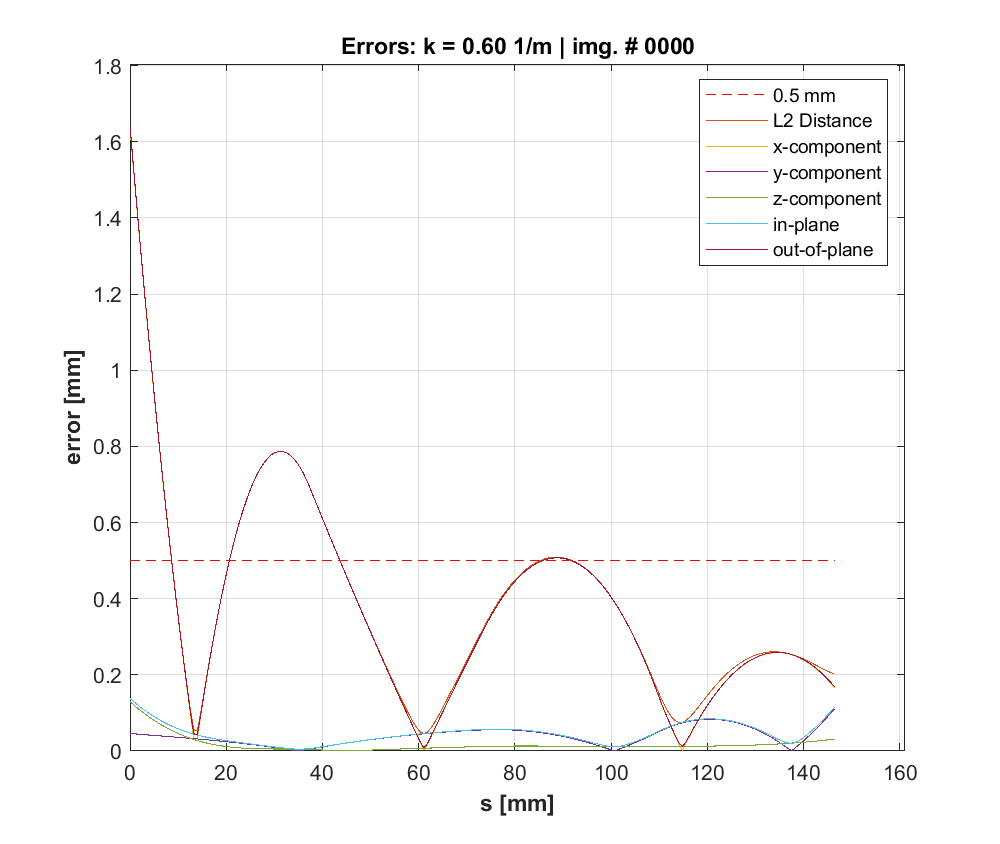 Errors: k = 0.60 1/m | img. # 0000
1.8
1.6
1.4
1.2
1
0.8
0.6
0.4
0.2
0
error [mm]
0.5 mm
L2 Distance
x-component
y-component
z-component
in-plane
out-of-plane
0 20 40 60 80 100 120 140 160
s [mm]